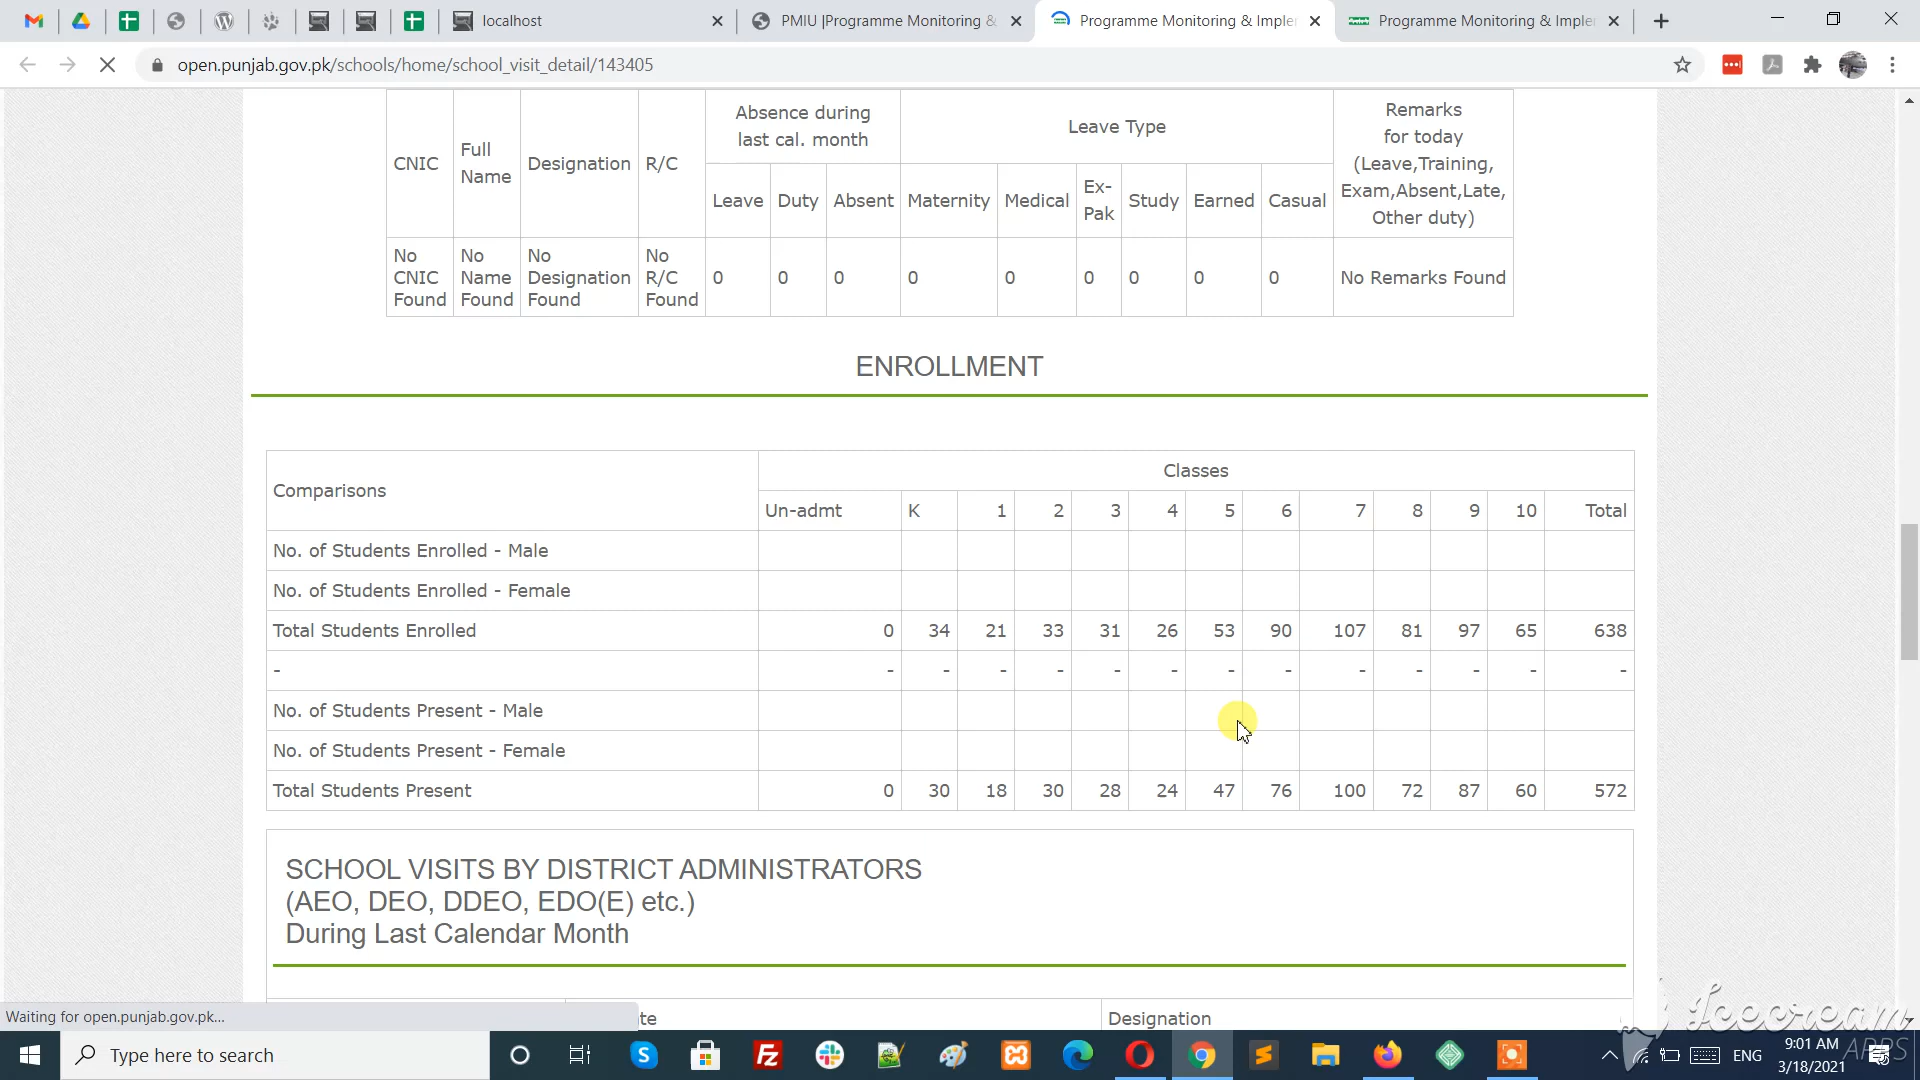 localhost
PMIU |Programme Monitoring &
Programme Monitoring & Imple
Programme Monitoring & Imple
open.punjab.gov.pk/schools/home/school_visit_detail/143405
CNIC
Full
Name
Designation
R/C
Absence during
last cal. month
Leave Type
Remarks
for today
(Leave,Training,
Exam,Absent,Late,
Other duty)
Leave Duty Absent Maternity Medical Ex-
Pak Study Earned Casual
No
CNIC
Found
No
Name
Found
No
Designation
Found
No
R/C
Found
0 0 0 0 0 0 0 0 0 No Remarks Found
ENROLLMENT
Comparisons
Classes
Un-admt K 1 2 3 4 5 6 7 8 9 10 Total
No. of Students Enrolled - Male
No. of Students Enrolled - Female
Total Students Enrolled 0 34 21 33 31 26 53 90 107 81 97 65 638
- - - - - - - - - - - - - -
No. of Students Present - Male
No. of Students Present - Female
Total Students Present 0 30 18 30 28 24 47 76 100 72 87 60 572
SCHOOL VISITS BY DISTRICT ADMINISTRATORS
(AEO, DEO, DDEO, EDO(E) etc.)
During Last Calendar Month
Waiting for open.punjab.gov.pk...
te
Designation
Icecream
APPS
Type here to search
ENG
9:01 AM
3/18/2021